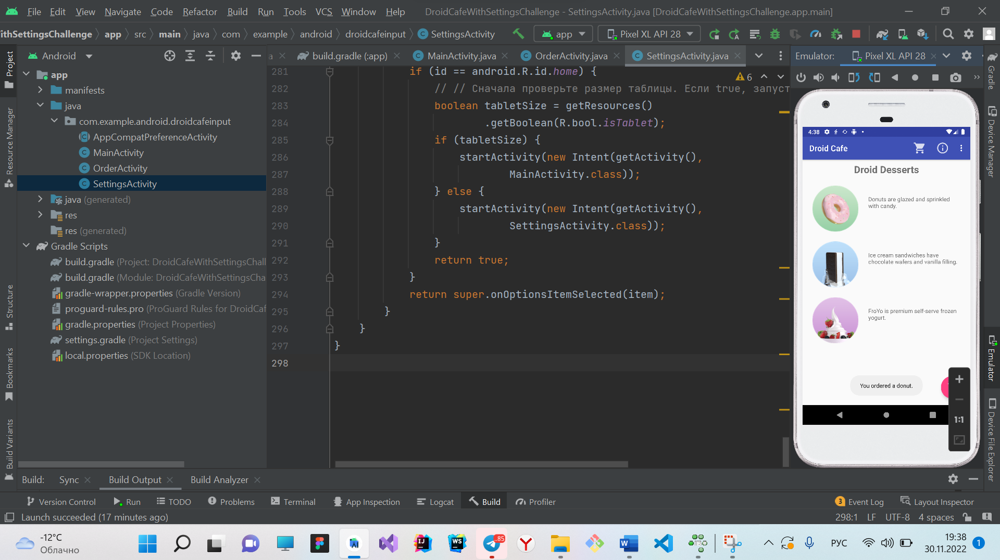 File Edit View Navigate Code Refactor Build Run Tools VCS Window Help DroidCafeWithSettingsChallenge - SettingsActivity.java [DroidCafeWithSettingsChallenge.app.main]
ithSettingsChallenge app src main java com example android droidcafeinput SettingsActivity app Pixel XL API 28
Android
a build.gradle (:app) MainActivity.java OrderActivity.java SettingsActivity.java
Emulator: Pixel XL API 28
Project
Resource Manager
Structure
Bookmarks
Build Variants
app
manifests
java
com.example.android.droidcafeinput
AppCompatPreferenceActivity
MainActivity
OrderActivity
SettingsActivity
java (generated)
res
res (generated)
Gradle Scripts
build.gradle (Project: DroidCafeWithSettingsChall
build.gradle (Module: DroidCafeWithSettingsCha
gradle-wrapper.properties (Gradle Version)
proguard-rules.pro (ProGuard Rules for DroidCaf
gradle.properties (Project Properties)
settings.gradle (Project Settings)
local.properties (SDK Location)
6
281 if (id == android.R.id.home) {
282 // // Сначала проверьте размер таблицы. Если true, запуст
283 boolean tabletSize = getResources()
284 .getBoolean(R.bool.isTablet);
285 if (tabletSize) {
286 startActivity(new Intent(getActivity(),
287 MainActivity.class));
288 } else {
289 startActivity(new Intent(getActivity(),
290 SettingsActivity.class));
291 }
292 return true;
293 }
294 return super.onOptionsItemSelected(item);
295 }
296 }
297 }
298
4:38
Droid Cafe
Droid Desserts
Donuts are glazed and sprinkled
with candy.
Ice cream sandwiches have
chocolate wafers and vanilla filling.
FroYo is premium self-serve frozen
yogurt.
You ordered a donut.
1:1
Gradle
Device Manager
Emulator
Device File Explorer
Build: Sync Build Output Build Analyzer
Version Control Run TODO Problems Terminal App Inspection Logcat Build Profiler 3 Event Log Layout Inspector
Launch succeeded (17 minutes ago) 298:1 LF UTF-8 4 spaces
-12°C
Облачно
IJ
WS
..85
РУС
19:38
30.11.2022
1